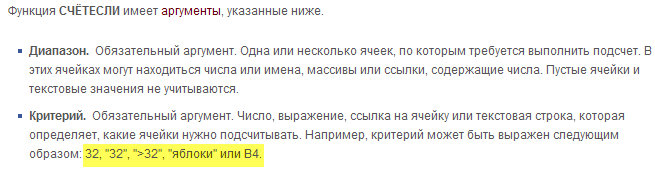 Функция СЧЁТЕСЛИ имеет аргументы, указанные ниже.
Диапазон. Обязательный аргумент. Одна или несколько ячеек, по которым требуется выполнить подсчет. В
этих ячейках могут находиться числа или имена, массивы или ссылки, содержащие числа. Пустые ячейки и
текстовые значения не учитываются.
Критерий. Обязательный аргумент. Число, выражение, ссылка на ячейку или текстовая строка, которая
определяет, какие ячейки нужно подсчитывать. Например, критерий может быть выражен следующим
образом: 32, "32", ">32", "яблоки" или B4.